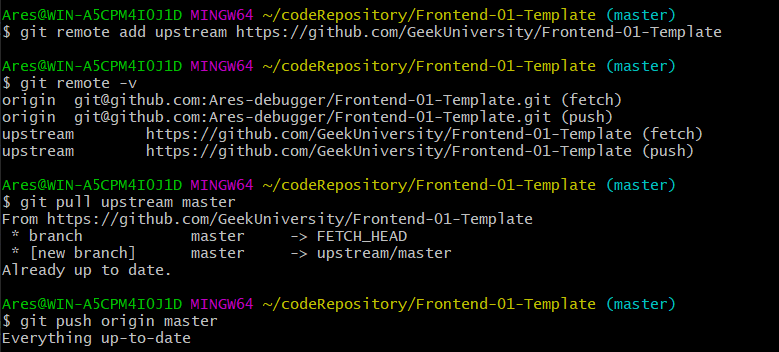 Ares@WIN-A5CPM4I0J1D MINGW64 ~/codeRepository/Frontend-01-Template (master)
$ git remote add upstream https://github.com/GeekUniversity/Frontend-01-Template
Ares@WIN-A5CPM4I0J1D MINGW64 ~/codeRepository/Frontend-01-Template (master)
$ git remote -v
origin  git@github.com:Ares-debugger/Frontend-01-Template.git (fetch)
origin  git@github.com:Ares-debugger/Frontend-01-Template.git (push)
upstream        https://github.com/GeekUniversity/Frontend-01-Template (fetch)
upstream        https://github.com/GeekUniversity/Frontend-01-Template (push)
Ares@WIN-A5CPM4I0J1D MINGW64 ~/codeRepository/Frontend-01-Template (master)
$ git pull upstream master
From https://github.com/GeekUniversity/Frontend-01-Template
 * branch            master     -> FETCH_HEAD
 * [new branch]      master     -> upstream/master
Already up to date.
Ares@WIN-A5CPM4I0J1D MINGW64 ~/codeRepository/Frontend-01-Template (master)
$ git push origin master
Everything up-to-date